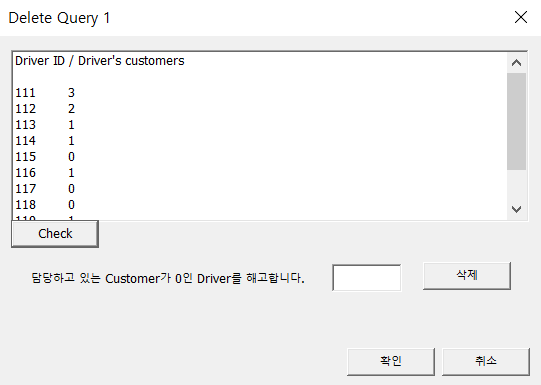 Delete Query 1
Driver ID / Driver's customers
111 3
112 2
113 1
114 1
115 0
116 1
117 0
118 0
119 1
Check
담당하고 있는 Customer가 0인 Driver를 해고합니다.
삭제
확인
취소